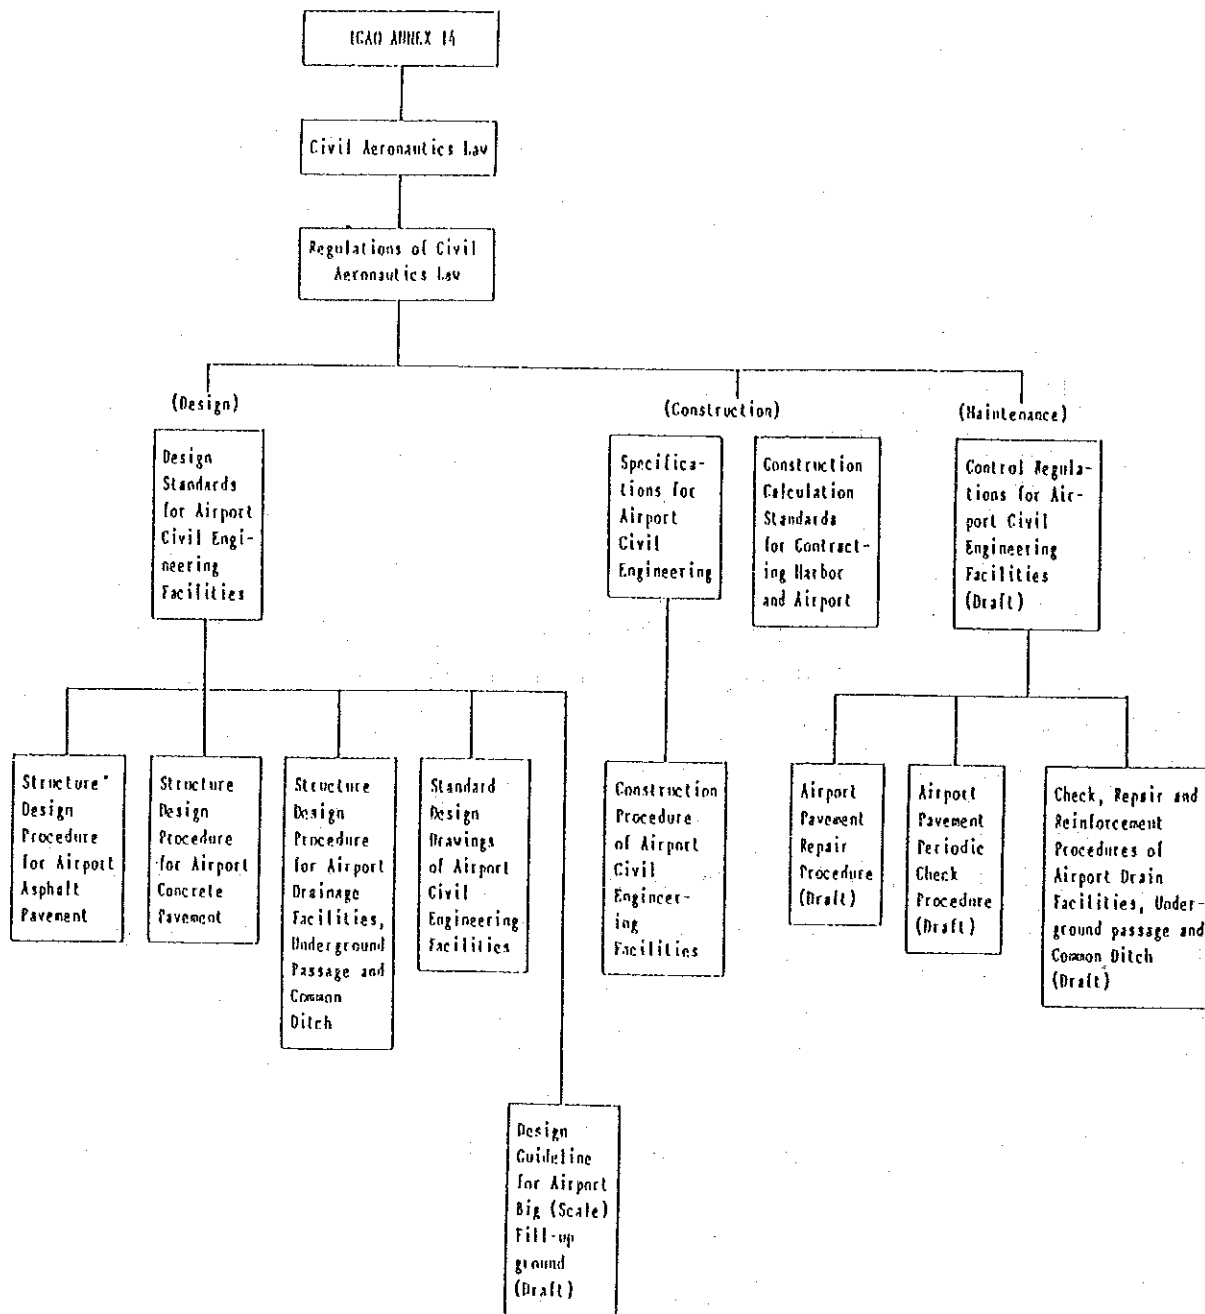 ICAO ANNEX 14
Civil Aeronautics Law
Regulations of Civil
Aeronautics Law
(Design)
(Construction)
(Maintenance)
Design
Standards
for Airport
Civil Engi-
neering
Facilities
Specifica-
tions for
Airport
Civil
Engineering
Construction
Calculation
Standards
for Contract-
ing Harbor
and Airport
Control Regula-
tions for Air-
port Civil
Engineering
Facilities
(Draft)
Structure
Design
Procedure
for Airport
Asphalt
Pavement
Structure
Design
Procedure
for Airport
Concrete
Pavement
Structure
Design
Procedure
for Airport
Drainage
Facilities,
Underground
Passage and
Common
Ditch
Standard
Design
Drawings
of Airport
Civil
Engineering
Facilities
Construction
Procedure
of Airport
Civil
Engineer-
ing
Facilities
Airport
Pavement
Repair
Procedure
(Draft)
Airport
Pavement
Periodic
Check
Procedure
(Draft)
Check, Repair and
Reinforcement
Procedures of
Airport Drain
Facilities, Under-
ground passage and
Common Ditch
(Draft)
Design
Guideline
for Airport
Big (Scale)
Fill-up
ground
(Draft)